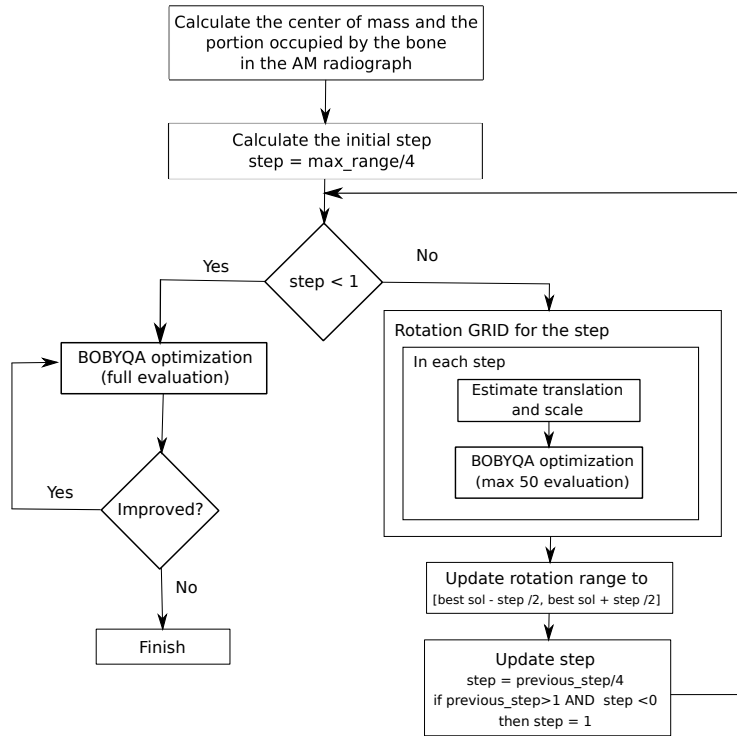 Calculate the center of mass and the
portion occupied by the bone
in the AM radiograph
Calculate the initial step
step = max_range/4
step < 1
Yes
No
BOBYQA optimization
(full evaluation)
Improved?
Yes
No
Finish
Rotation GRID for the step
In each step
Estimate translation
and scale
BOBYQA optimization
(max 50 evaluation)
Update rotation range to
[best sol - step /2, best sol + step /2]
Update step
step = previous_step/4
if previous_step>1 AND step <0
then step = 1